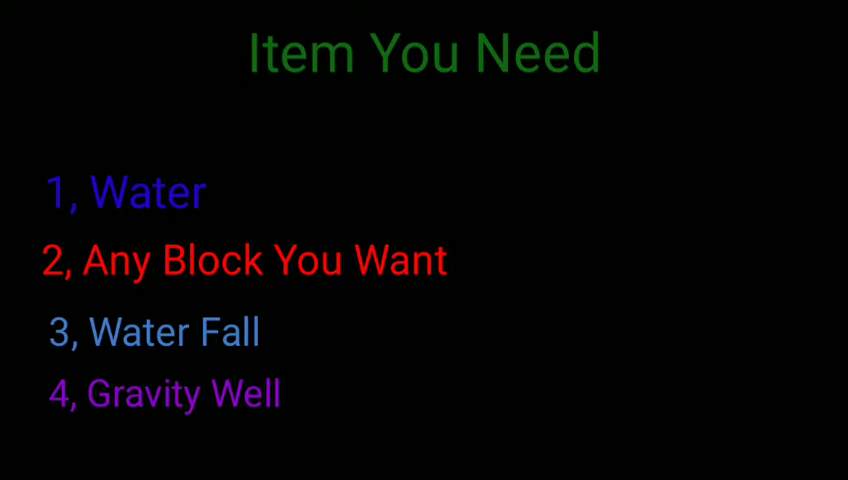 Item You Need
1, Water
2, Any Block You Want
3, Water Fall
4, Gravity Well